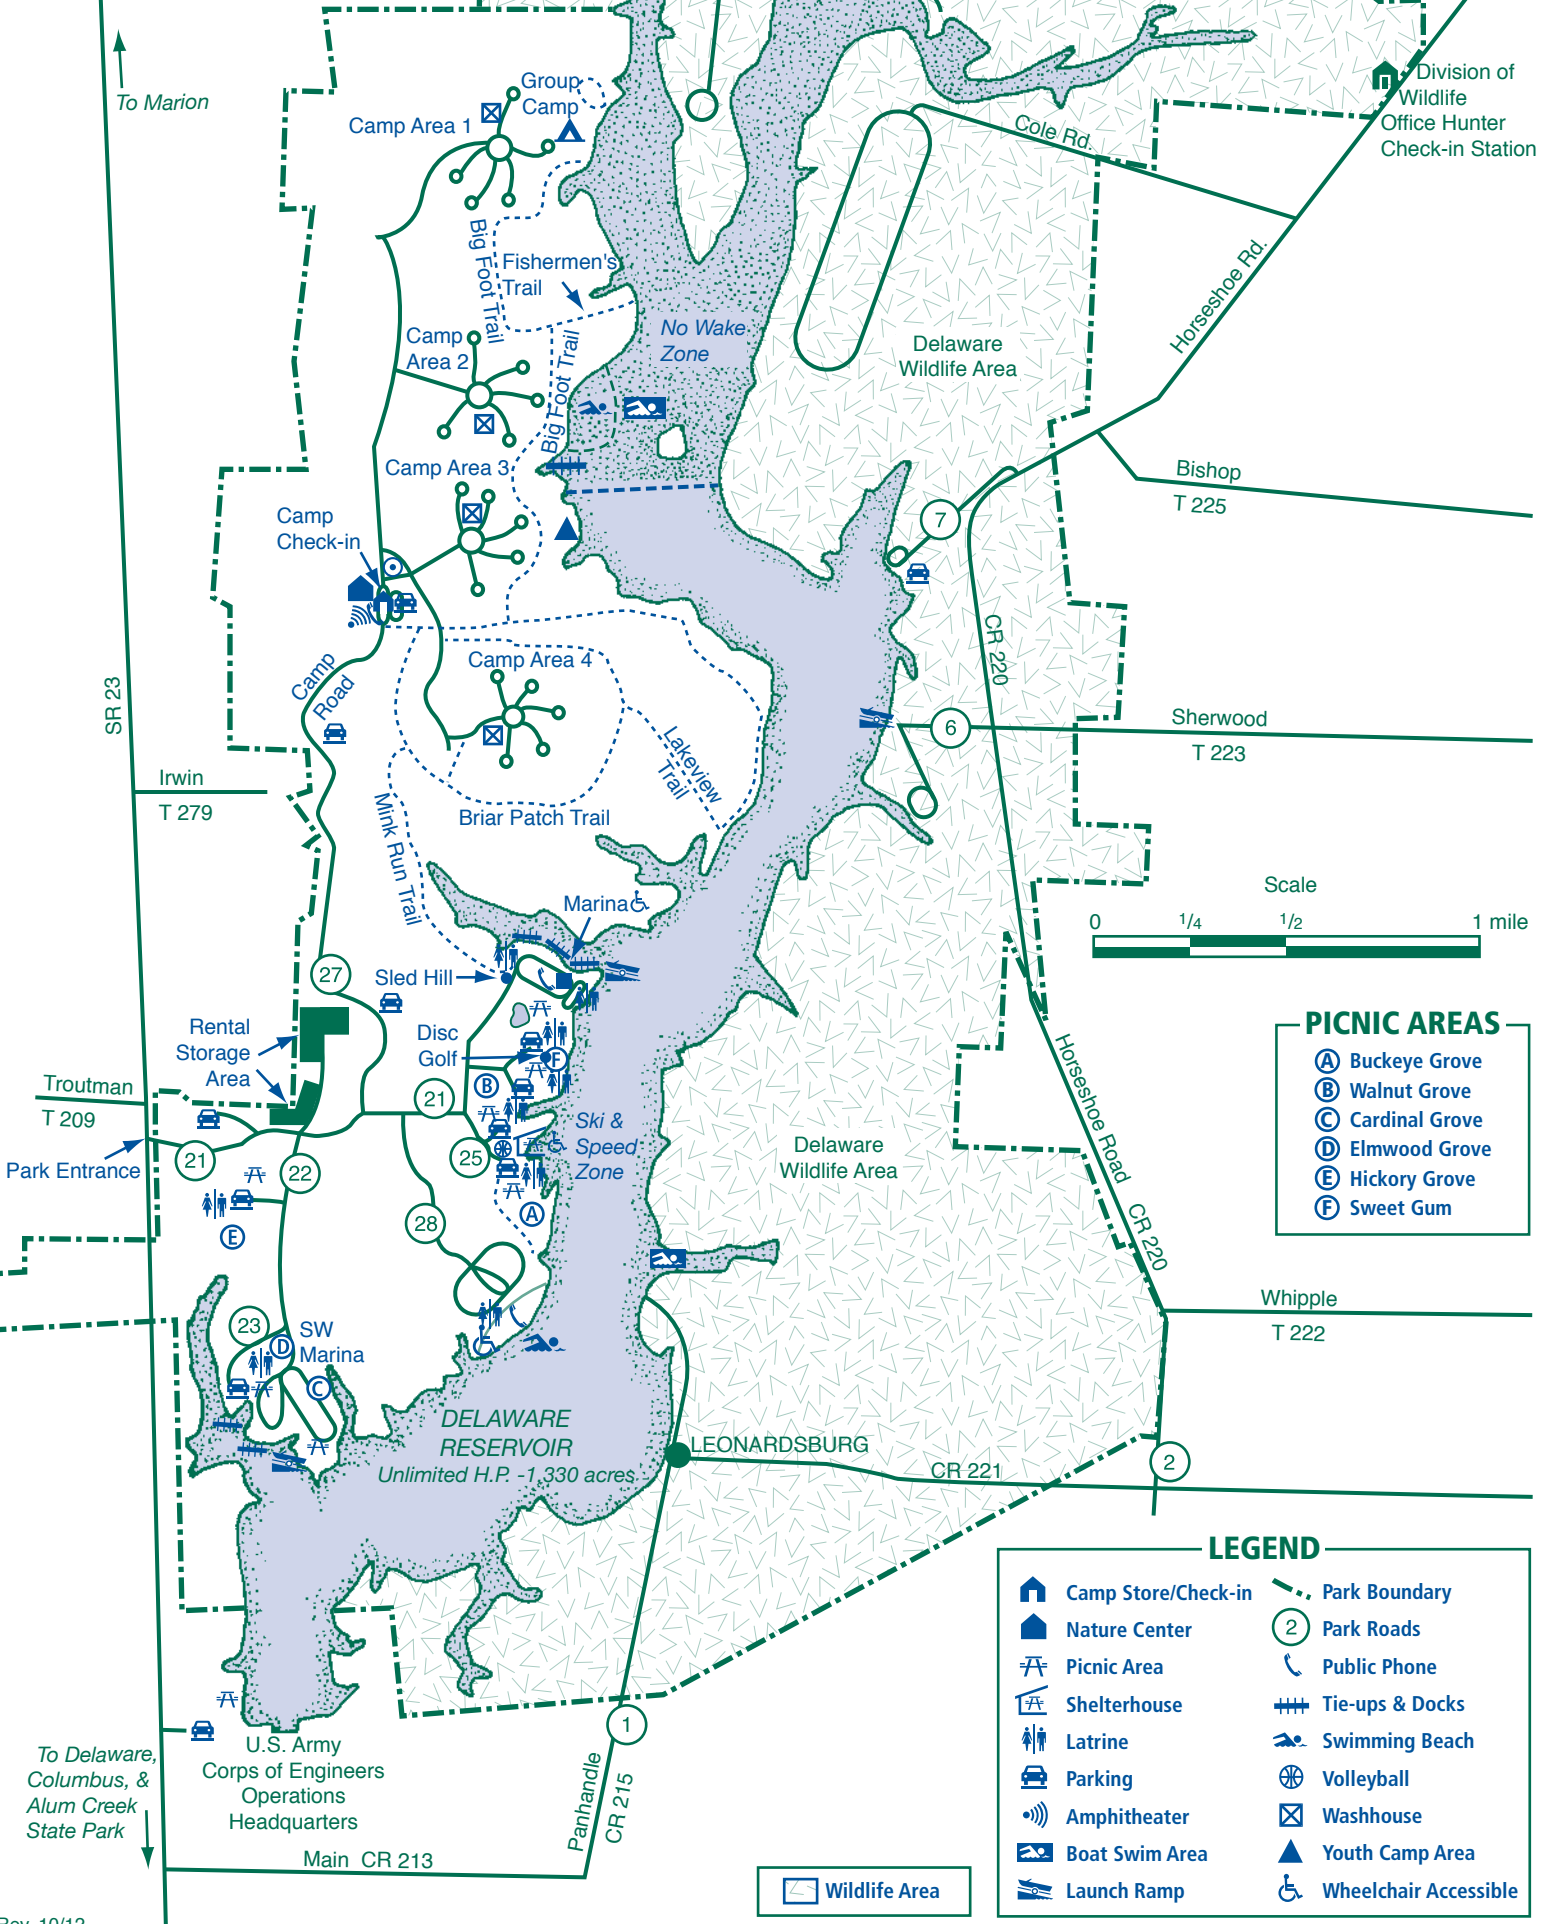 To Marion
Group
Camp
Camp Area 1
Division of
Wildlife
Office Hunter
Check-in Station
Cole Rd.
Horseshoe Rd.
Big Foot Trail
Fishermen's
Trail
No Wake
Zone
Delaware
Wildlife Area
Camp
Area 2
Big Foot Trail
Camp Area 3
Bishop
T 225
7
Camp
Check-in
CR 220
Camp
Road
Camp Area 4
SR 23
6
Sherwood
T 223
Lakeview
Trail
Irwin
T 279
Briar Patch Trail
Mink Run Trail
Scale
0 1/4 1/2 1 mile
Marina
27
Sled Hill
PICNIC AREAS
A Buckeye Grove
B Walnut Grove
C Cardinal Grove
D Elmwood Grove
E Hickory Grove
F Sweet Gum
Rental
Storage
Area
Disc
Golf
F
B
Troutman
T 209
21
Horseshoe Road CR 220
Ski &
Speed
Zone
Delaware
Wildlife Area
Park Entrance
21
22
25
A
28
E
Whipple
T 222
23
D
SW
Marina
C
DELAWARE
RESERVOIR
Unlimited H.P. -1,330 acres
LEONARDSBURG
CR 221
2
LEGEND
Camp Store/Check-in
Nature Center
Picnic Area
Shelterhouse
Latrine
Parking
Amphitheater
Boat Swim Area
Launch Ramp
Park Boundary
2 Park Roads
Public Phone
Tie-ups & Docks
Swimming Beach
Volleyball
Washhouse
Youth Camp Area
Wheelchair Accessible
1
U.S. Army
Corps of Engineers
Operations
Headquarters
To Delaware,
Columbus, &
Alum Creek
State Park
Panhandle
CR 215
Main CR 213
Wildlife Area
Rev. 10/12